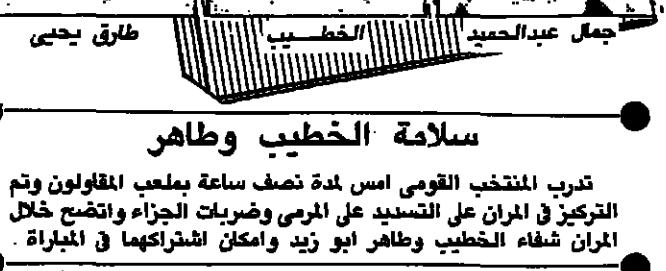 جمال عبدالحميد الخطيب طارق يحيى
سلامة الخطيب وطاهر
تدرب المنتخب القومى امس لمدة نصف ساعة بملعب المقاولون وتم
التركيز فى المران على التسديد على المرمى وضربات الجزاء واتضح خلال
المران شفاء الخطيب وطاهر ابو زيد وامكان اشتراكهما فى المباراة .